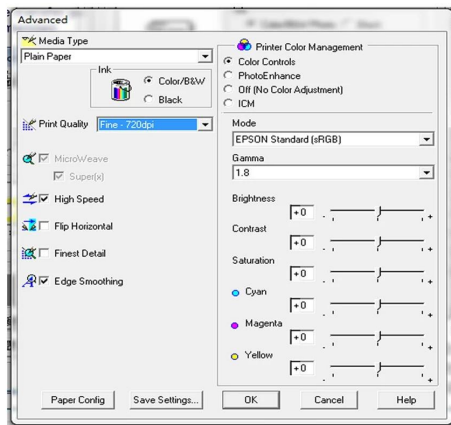 Advanced
Media Type
Plain Paper
Ink
Color/B&W
Black
Print Quality
Fine - 720dpi
MicroWeave
Super(x)
High Speed
Flip Horizontal
Finest Detail
Edge Smoothing
Printer Color Management
Color Controls
PhotoEnhance
Off (No Color Adjustment)
ICM
Mode
EPSON Standard (sRGB)
Gamma
1.8
Brightness
+0 - +
Contrast
+0 - +
Saturation
+0 - +
Cyan
+0 - +
Magenta
+0 - +
Yellow
+0 - +
Paper Config Save Settings... OK Cancel Help